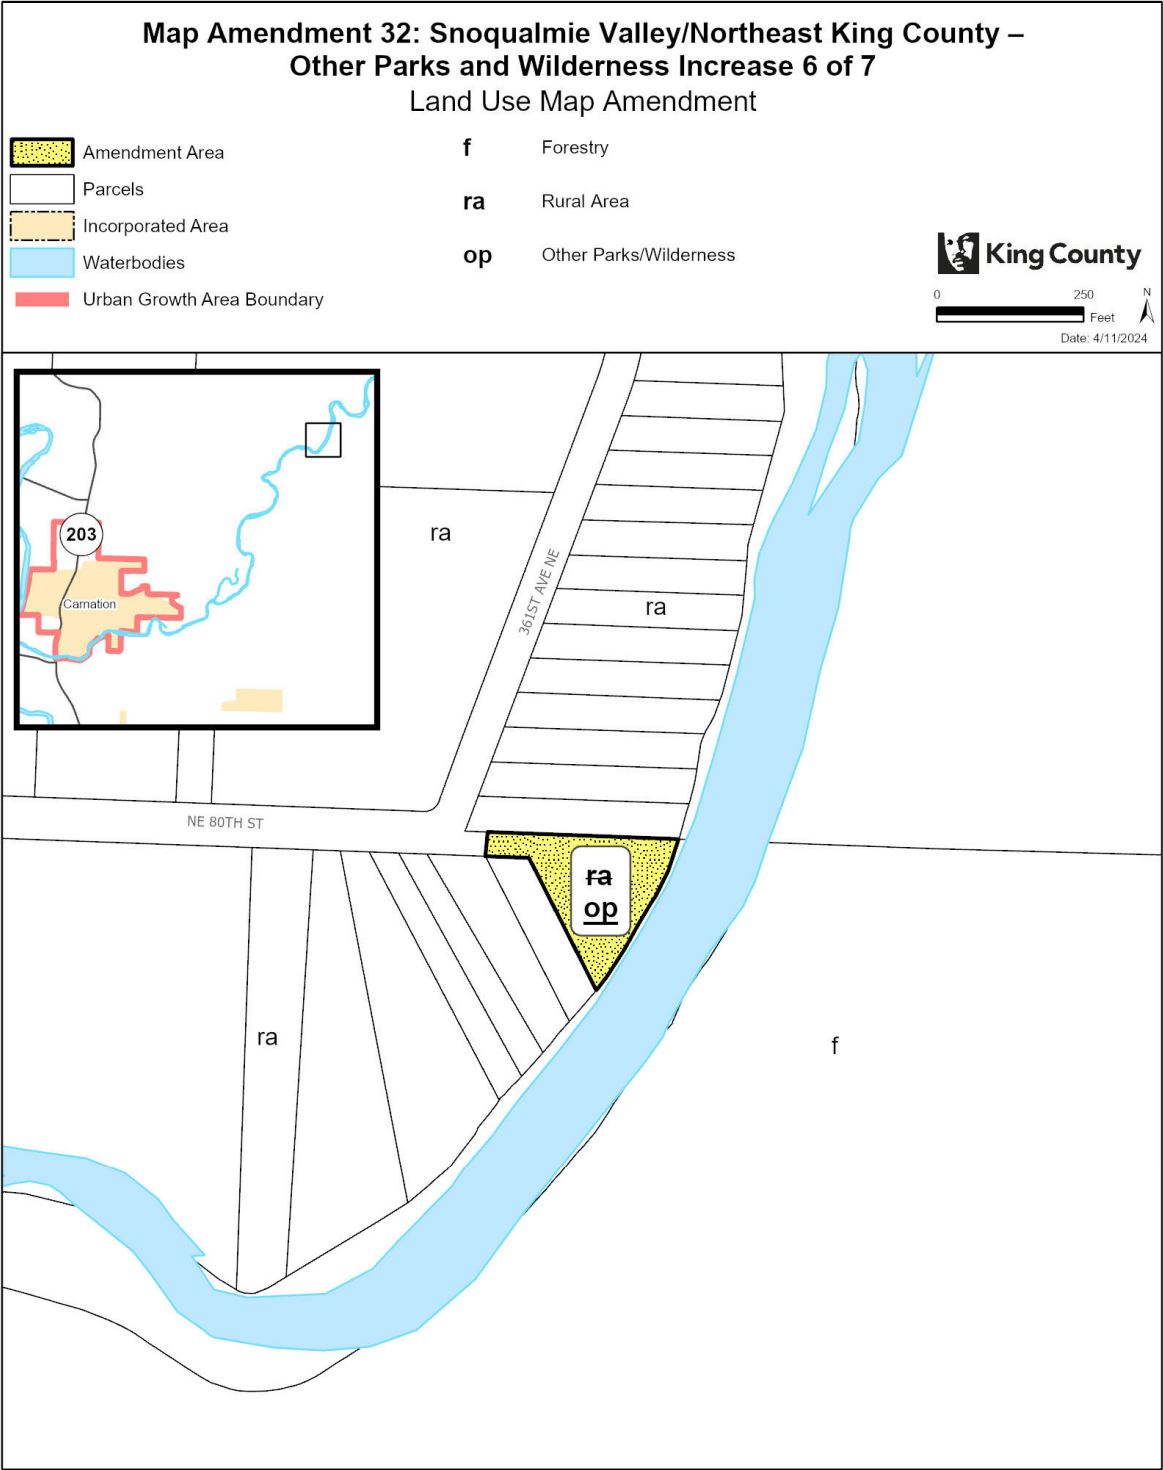 Map Amendment 32: Snoqualmie Valley/Northeast King County –
Other Parks and Wilderness Increase 6 of 7
Land Use Map Amendment
Amendment Area
Parcels
Incorporated Area
Waterbodies
Urban Growth Area Boundary
f Forestry
ra Rural Area
op Other Parks/Wilderness
King County
0 250
Feet
N
Date: 4/11/2024
203
Carnation
ra
361ST AVE NE
ra
NE 80TH ST
ra
op
ra
f